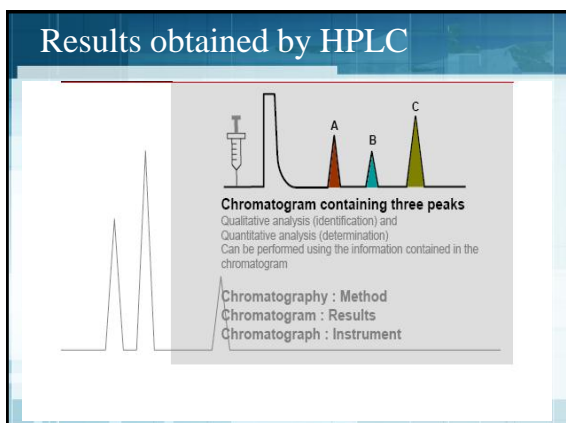 Results obtained by HPLC
A
B
C
Chromatogram containing three peaks
Qualitative analysis (identification) and
Quantitative analysis (determination)
Can be performed using the information contained in the
chromatogram
Chromatography : Method
Chromatogram : Results
Chromatograph : Instrument